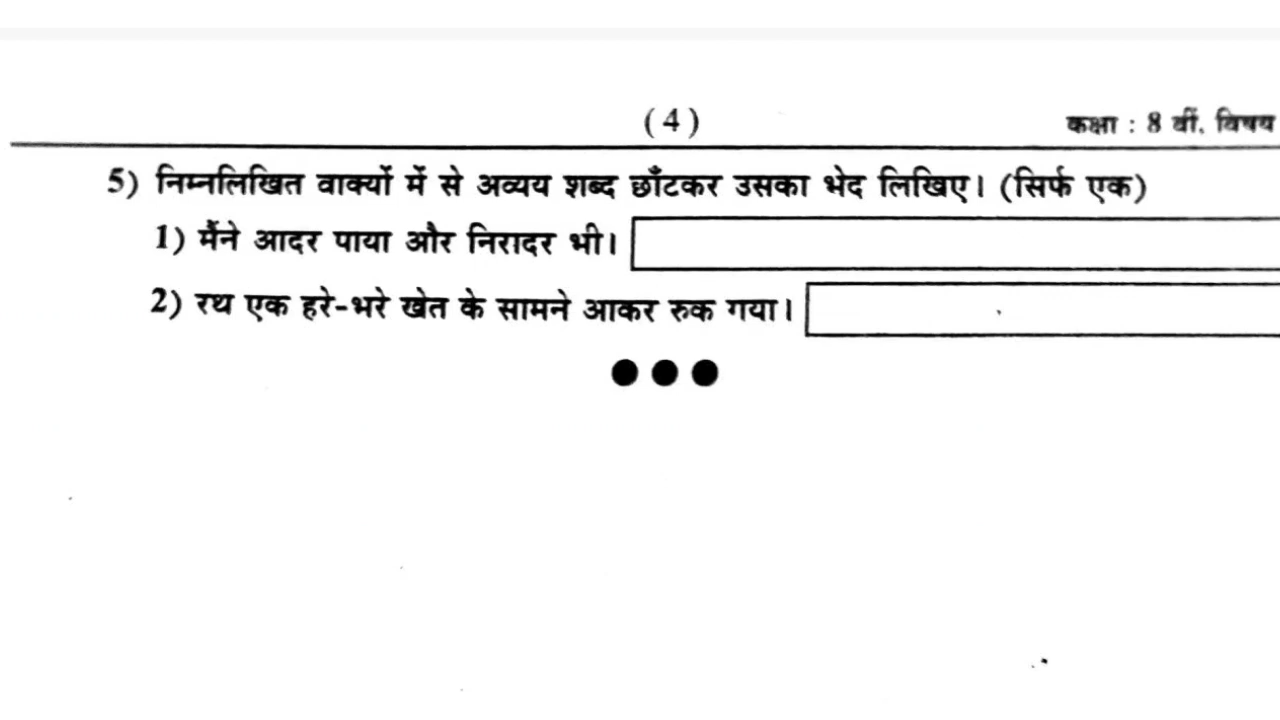 (4)
कक्षा : 8 वीं, विषय
5) निम्नलिखित वाक्यों में से अव्यय शब्द छाँटकर उसका भेद लिखिए। (सिर्फ एक)
1) मैंने आदर पाया और निरादर भी।
2) रथ एक हरे-भरे खेत के सामने आकर रुक गया।